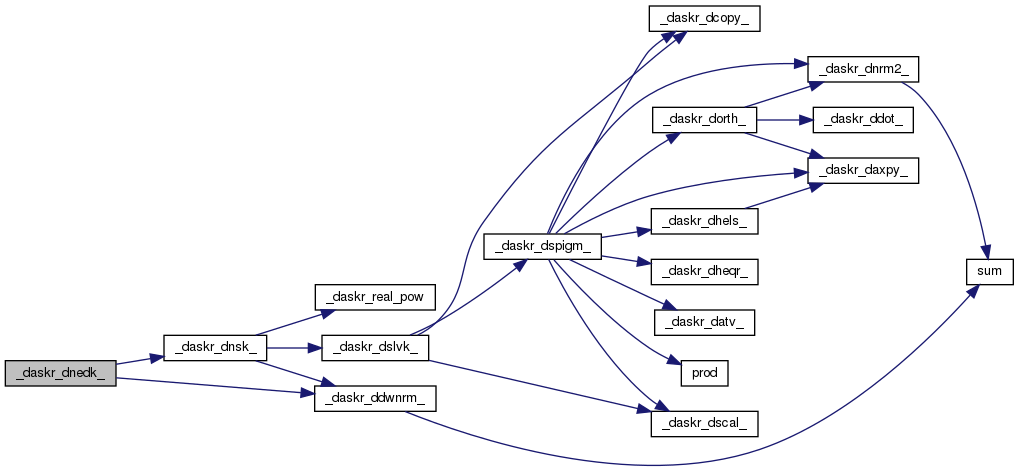 _daskr_dcopy_
_daskr_dnrm2_
_daskr_dorth_
_daskr_ddot_
_daskr_daxpy_
_daskr_dhels_
_daskr_dspigm_
_daskr_dheqr_
sum
_daskr_real_pow
_daskr_datv_
_daskr_dnsk_
_daskr_dslvk_
_daskr_dnedk_
prod
_daskr_ddwnrm_
_daskr_dscal_